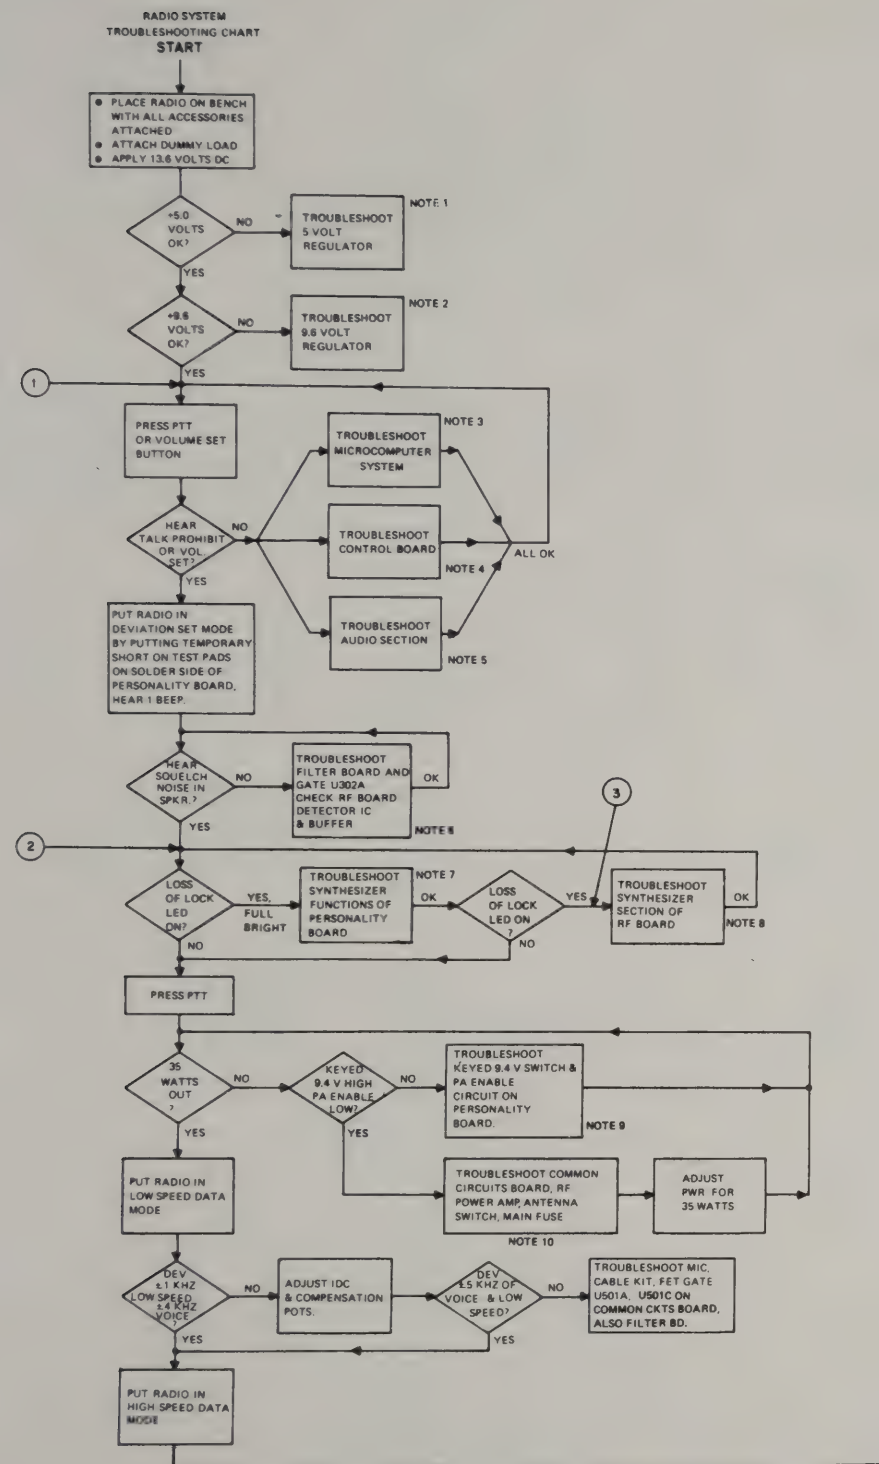 RADIO SYSTEM
TROUBLESHOOTING CHART
START
● PLACE RADIO ON BENCH
WITH ALL ACCESSORIES
ATTACHED
● ATTACH DUMMY LOAD
● APPLY 13.6 VOLTS DC
+5.0
VOLTS
OK?
NO
TROUBLESHOOT
5 VOLT
REGULATOR
NOTE 1
YES
+9.6
VOLTS
OK?
NO
TROUBLESHOOT
9.6 VOLT
REGULATOR
NOTE 2
YES
1
PRESS PTT
OR VOLUME SET
BUTTON
TROUBLESHOOT
MICROCOMPUTER
SYSTEM
NOTE 3
HEAR
TALK PROHIBIT
OR VOL.
SET?
NO
TROUBLESHOOT
CONTROL BOARD
NOTE 4
ALL OK
YES
TROUBLESHOOT
AUDIO SECTION
NOTE 5
PUT RADIO IN
DEVIATION SET MODE
BY PUTTING TEMPORARY
SHORT ON TEST PADS
ON SOLDER SIDE OF
PERSONALITY BOARD,
HEAR 1 BEEP.
HEAR
SQUELCH
NOISE IN
SPKR.?
NO
TROUBLESHOOT
FILTER BOARD AND
GATE U302A
CHECK RF BOARD
DETECTOR IC
& BUFFER
OK
NOTE 6
YES
3
2
LOSS
OF LOCK
LED
ON?
YES,
FULL
BRIGHT
TROUBLESHOOT
SYNTHESIZER
FUNCTIONS OF
PERSONALITY
BOARD
NOTE 7
OK
LOSS
OF LOCK
LED ON
?
YES
TROUBLESHOOT
SYNTHESIZER
SECTION OF
RF BOARD
OK
NOTE 8
NO
NO
PRESS PTT
35
WATTS
OUT
?
NO
KEYED
9.4 V HIGH
PA ENABLE
LOW?
NO
TROUBLESHOOT
KEYED 9.4 V SWITCH &
PA ENABLE
CIRCUIT ON
PERSONALITY
BOARD.
NOTE 9
YES
YES
PUT RADIO IN
LOW SPEED DATA
MODE
TROUBLESHOOT COMMON
CIRCUITS BOARD, RF
POWER AMP, ANTENNA
SWITCH, MAIN FUSE
NOTE 10
ADJUST
PWR FOR
35 WATTS
DEV
±1 KHZ
LOW SPEED
±4 KHZ
VOICE
?
NO
ADJUST IDC
& COMPENSATION
POTS.
DEV
±5 KHZ OF
VOICE & LOW
SPEED?
NO
TROUBLESHOOT MIC,
CABLE KIT, FET GATE
U501A, U501C ON
COMMON CKTS BOARD,
ALSO FILTER BD.
YES
YES
PUT RADIO IN
HIGH SPEED DATA
MODE